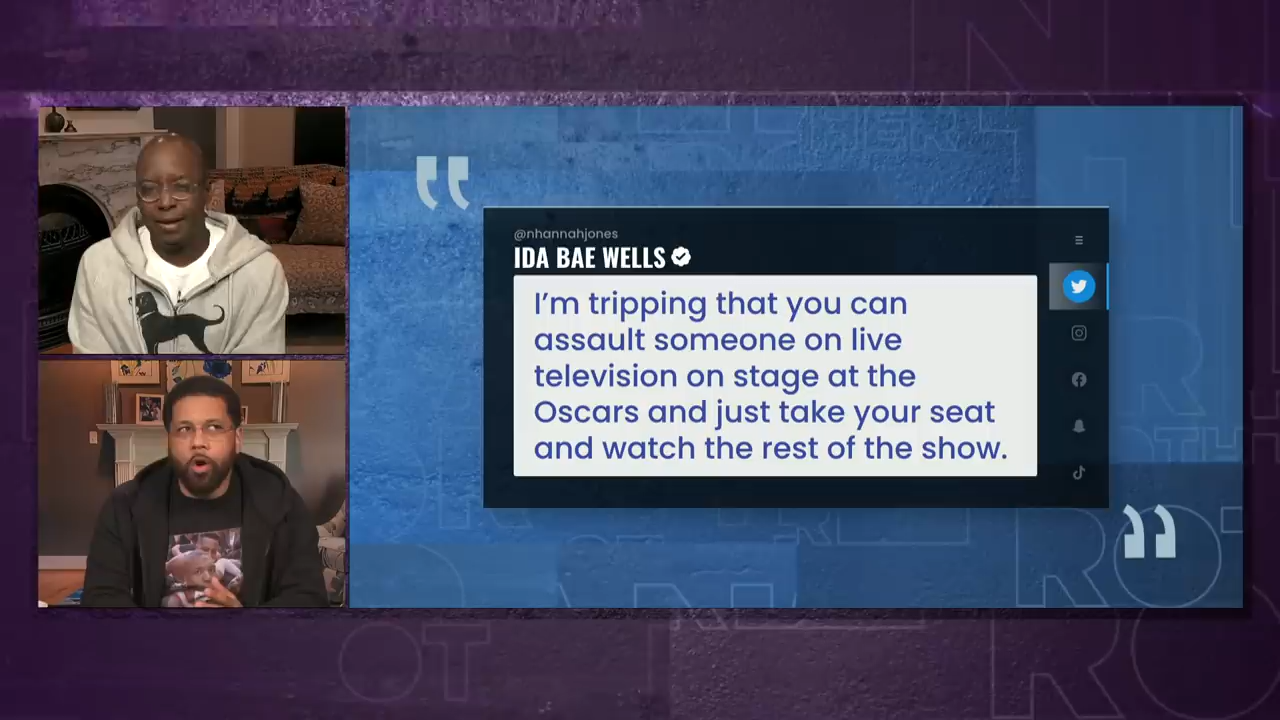 @nhannahjones
IDA BAE WELLS
I’m tripping that you can
assault someone on live
television on stage at the
Oscars and just take your seat
and watch the rest of the show.